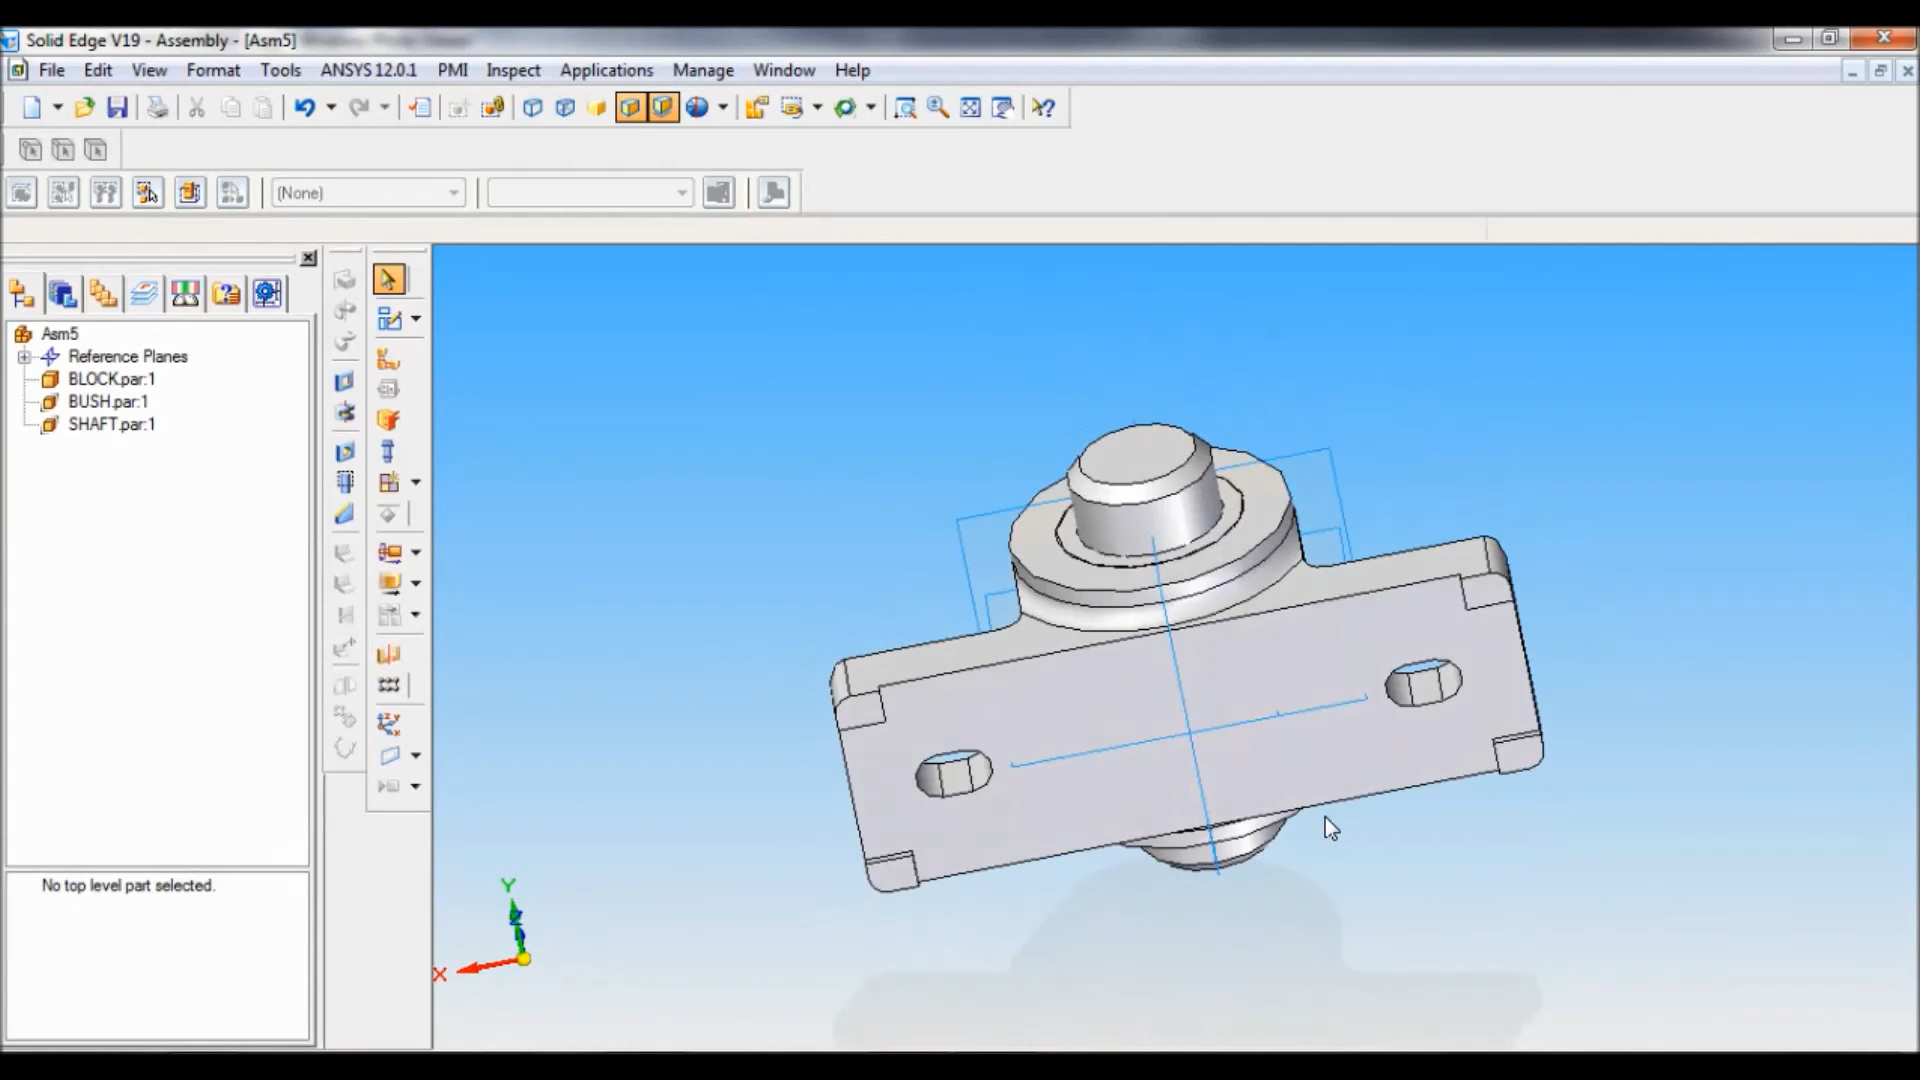 Solid Edge V19 - Assembly - [Asm5]
File Edit View Format Tools ANSYS 12.0.1 PMI Inspect Applications Manage Window Help
(None)
Asm5
Reference Planes
BLOCK.par:1
BUSH.par:1
SHAFT.par:1
No top level part selected.
Y
Z
X